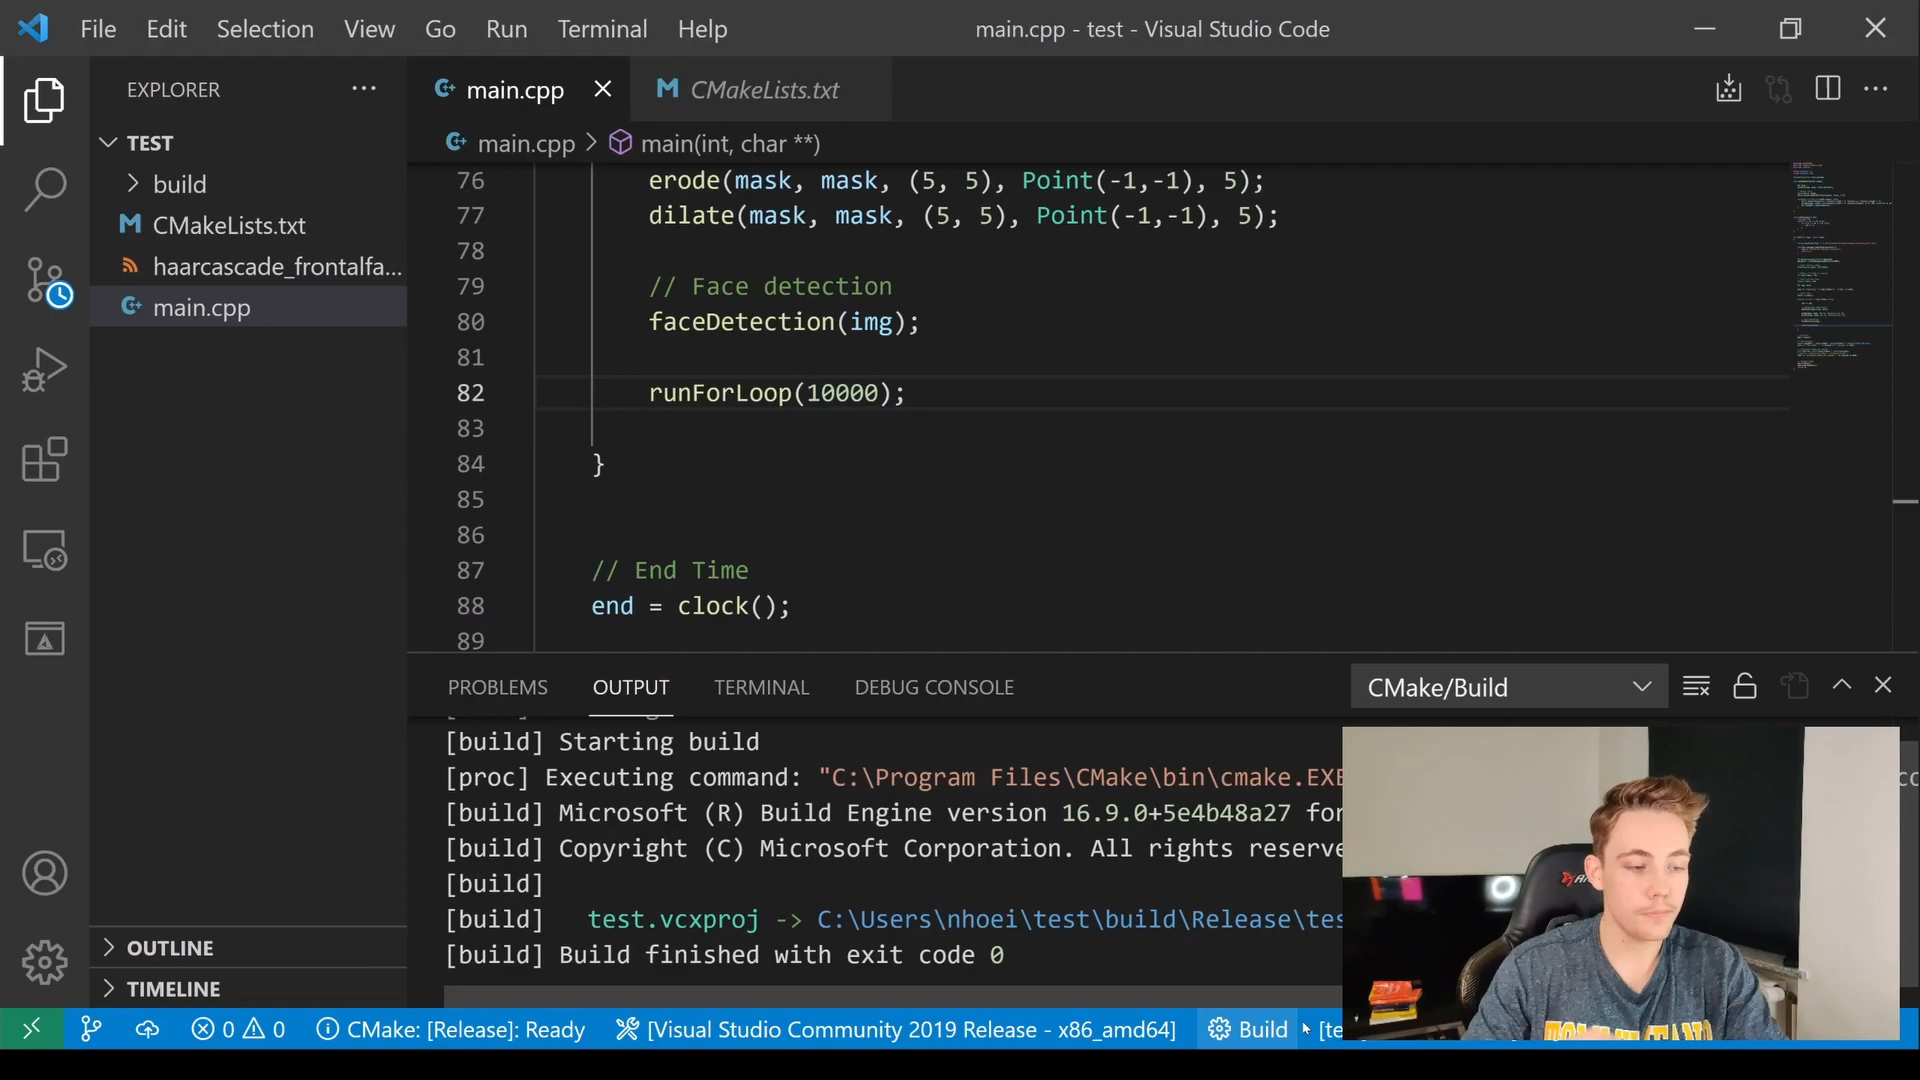 File Edit Selection View Go Run Terminal Help
main.cpp - test - Visual Studio Code
EXPLORER
TEST
build
CMakeLists.txt
haarcascade_frontalfa...
main.cpp
OUTLINE
TIMELINE
main.cpp
CMakeLists.txt
main.cpp > main(int, char **)
76 erode(mask, mask, (5, 5), Point(-1,-1), 5);
77 dilate(mask, mask, (5, 5), Point(-1,-1), 5);
78
79 // Face detection
80 faceDetection(img);
81
82 runForLoop(10000);
83
84 }
85
86
87 // End Time
88 end = clock();
89
PROBLEMS OUTPUT TERMINAL DEBUG CONSOLE
CMake/Build
[build] Starting build
[proc] Executing command: "C:\Program Files\CMake\bin\cmake.EXE
[build] Microsoft (R) Build Engine version 16.9.0+5e4b48a27 for
[build] Copyright (C) Microsoft Corporation. All rights reserve
[build]
[build] test.vcxproj -> C:\Users\nhoei\test\build\Release\tes
[build] Build finished with exit code 0
0 0 CMake: [Release]: Ready [Visual Studio Community 2019 Release - x86_amd64] Build [te